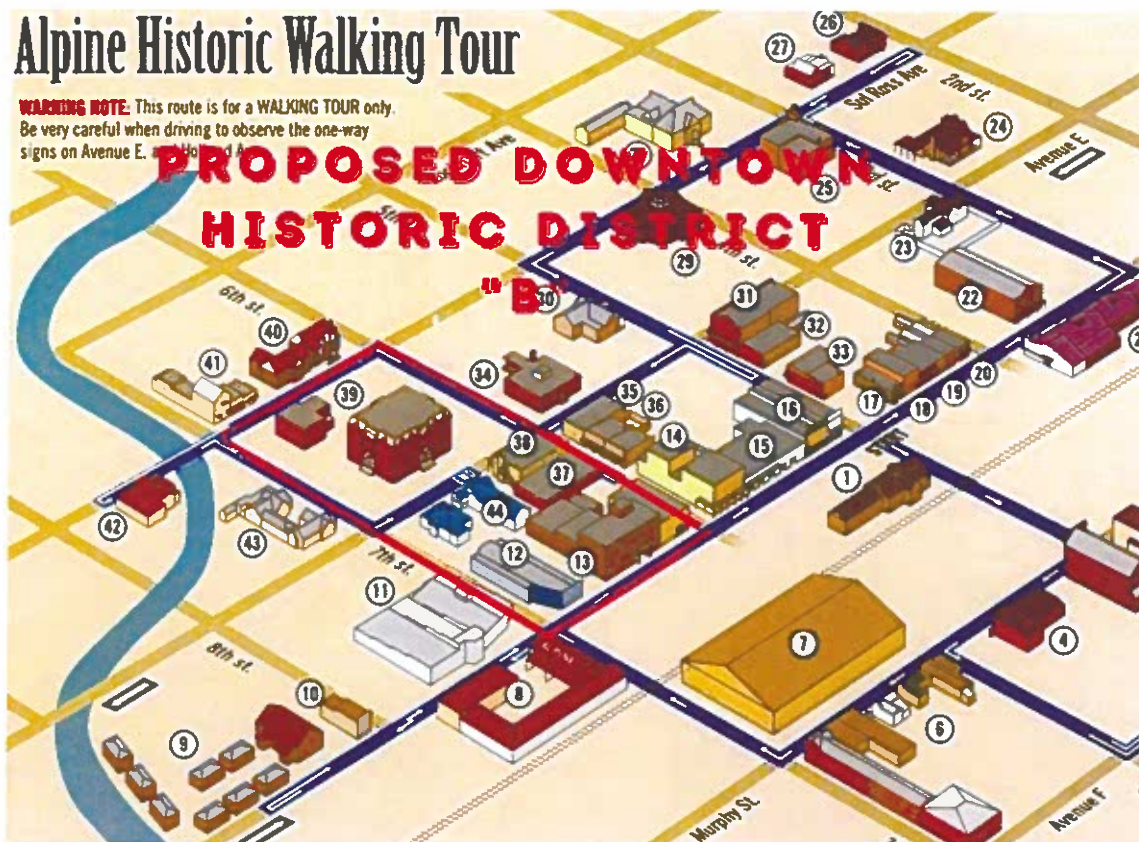 Alpine Historic Walking Tour
WARNING NOTE: This route is for a WALKING TOUR only.
Be very careful when driving to observe the one-way
signs on Avenue E. and
PROPOSED DOWNTOWN
HISTORIC DISTRICT
"B"
26
27
Sul Ross Ave
2nd st.
24
Avenue E
Ave
25
23
29
22
30
31
32
33
6th st.
40
41
34
39
35
36
16
17
18
19
20
14
15
38
37
1
42
44
43
12
13
7th st.
11
7
4
8
8th st.
10
9
6
Murphy St.
Avenue F